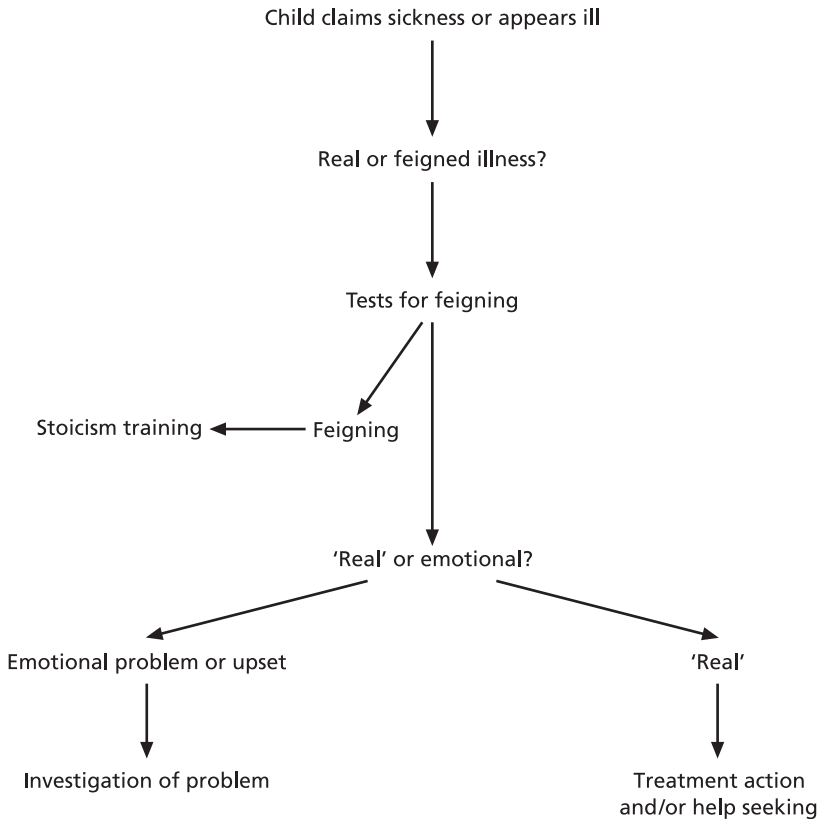 Child claims sickness or appears ill
Real or feigned illness?
Tests for feigning
Stoicism training
Feigning
‘Real’ or emotional?
Emotional problem or upset
‘Real’
Investigation of problem
Treatment action
and/or help seeking